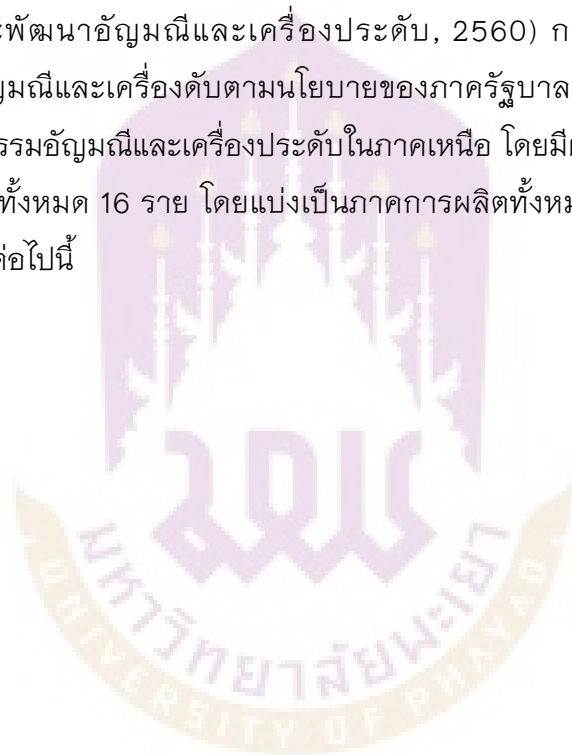 ะพัฒนาอัญมณีและเครื่องประดับ, 2560) ก
ญมณีและเครื่องดับตามนโยบายของภาครัฐบาล
รรมอัญมณีและเครื่องประดับในภาคเหนือ โดยมี
ทั้งหมด 16 ราย โดยแบ่งเป็นภาคการผลิตทั้งหม
ต่อไปนี้
มหาวิทยาลัยพะเยา
UNIVERSITY OF PHAYAO